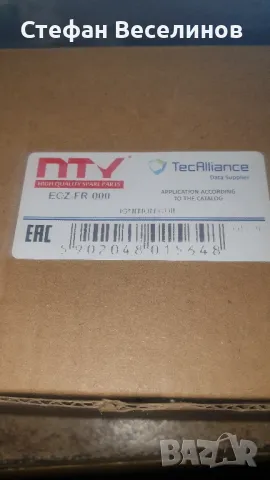 Стефан Веселинов
NTY
HIGH QUALITY SPARE PARTS
ECZ-FR-000
TecAlliance
Data Supplier
APPLICATION ACCORDING
TO THE CATALOG
EAC
5902048015648
BAZAR